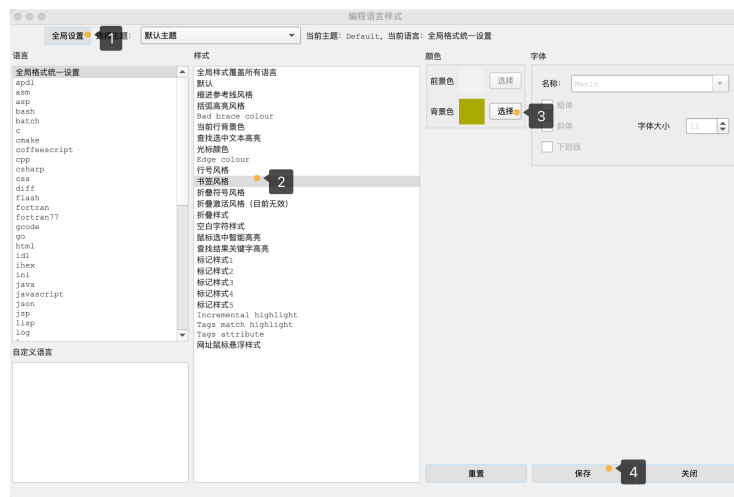 编程语言样式
全局设置 1 选择主题: 默认主题 当前主题: Default, 当前语言: 全局格式统一设置
语言
全局格式统一设置
apdl
asm
asp
bash
batch
c
cmake
coffeescript
cpp
csharp
css
diff
flash
fortran
fortran77
gcode
go
html
idl
ihex
ini
java
javascript
json
jsp
lisp
log
自定义语言
样式
全局样式覆盖所有语言
默认
缩进参考线风格
括弧高亮风格
Bad brace colour
当前行背景色
查找选中文本高亮
光标颜色
Edge colour
行号风格
书签风格 2
折叠符号风格
折叠激活风格 (目前无效)
折叠样式
空白字符样式
鼠标选中智能高亮
查找结果关键字高亮
标记样式1
标记样式2
标记样式3
标记样式4
标记样式5
Incremental highlight
Tags match highlight
Tags attribute
网址鼠标悬浮样式
颜色
前景色 选择
背景色 选择 3
字体
名称: Menlo
粗体
斜体 字体大小 12
下划线
重置 保存 4 关闭